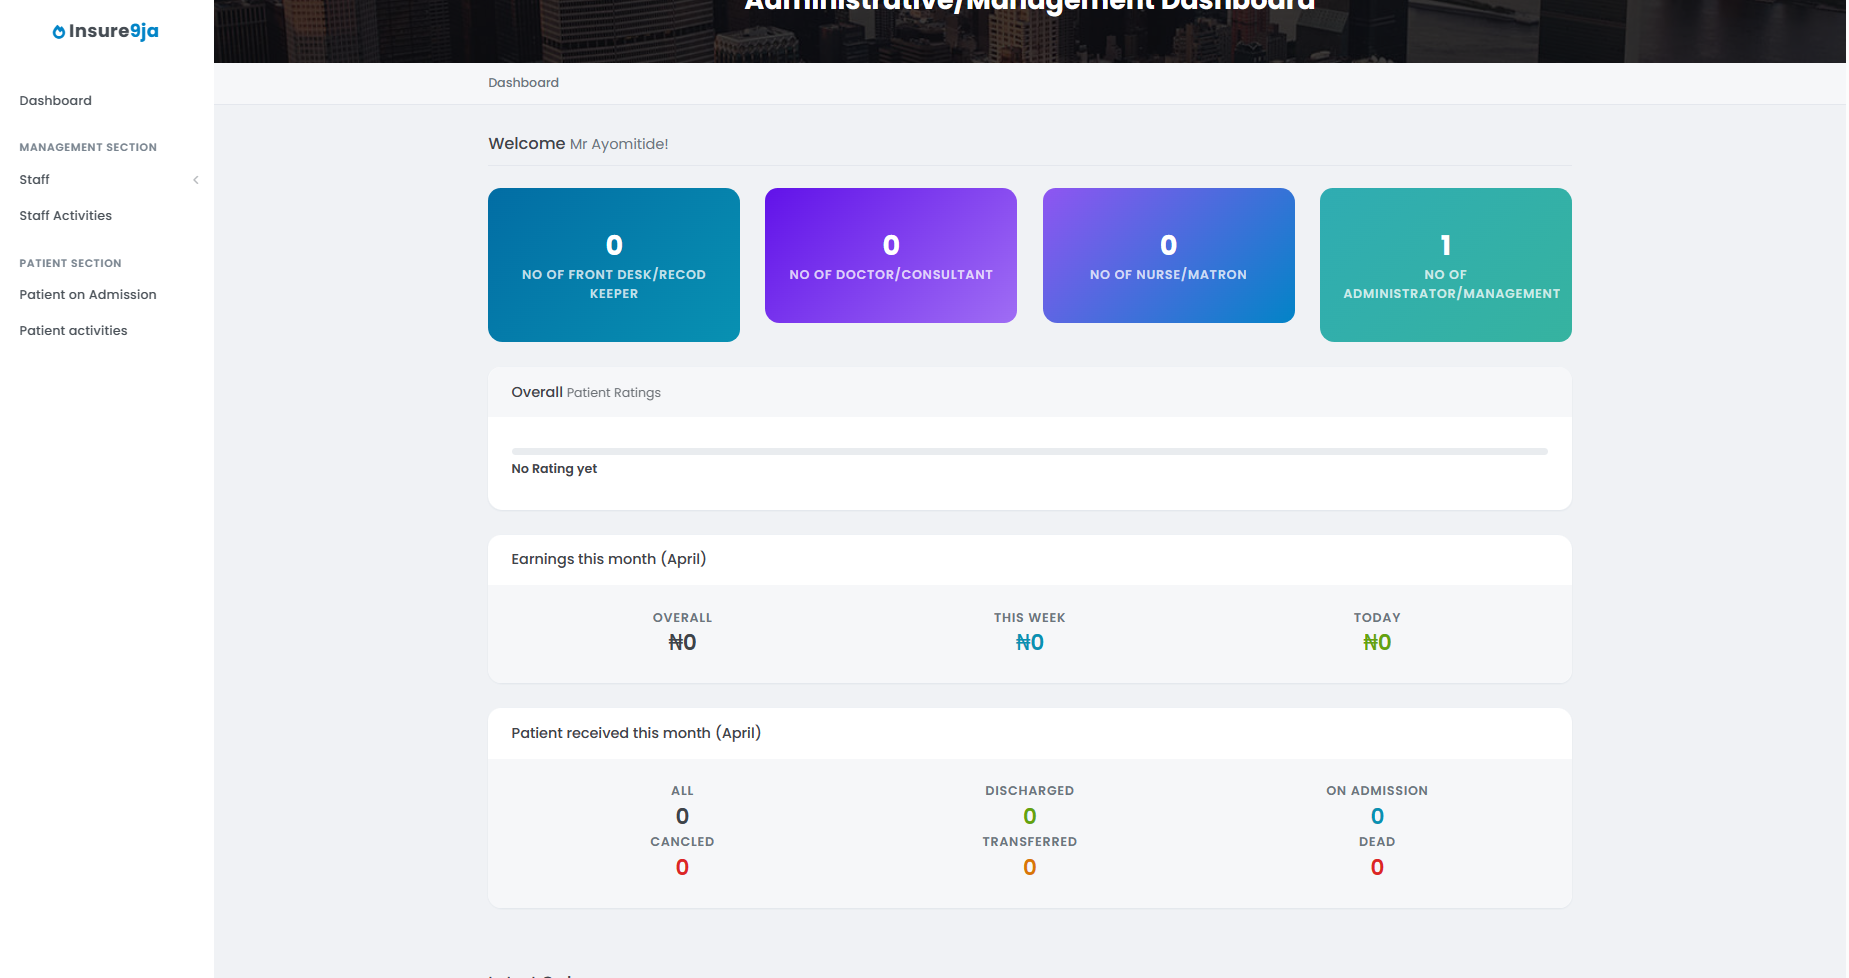 Insure9ja
Dashboard
MANAGEMENT SECTION
Staff
Staff Activities
PATIENT SECTION
Patient on Admission
Patient activities
Administrative/Management Dashboard
Dashboard
Welcome Mr Ayomitide!
0
NO OF FRONT DESK/RECOD
KEEPER
0
NO OF DOCTOR/CONSULTANT
0
NO OF NURSE/MATRON
1
NO OF
ADMINISTRATOR/MANAGEMENT
Overall Patient Ratings
No Rating yet
Earnings this month (April)
OVERALL
₦0
THIS WEEK
₦0
TODAY
₦0
Patient received this month (April)
ALL
0
DISCHARGED
0
ON ADMISSION
0
CANCLED
0
TRANSFERRED
0
DEAD
0